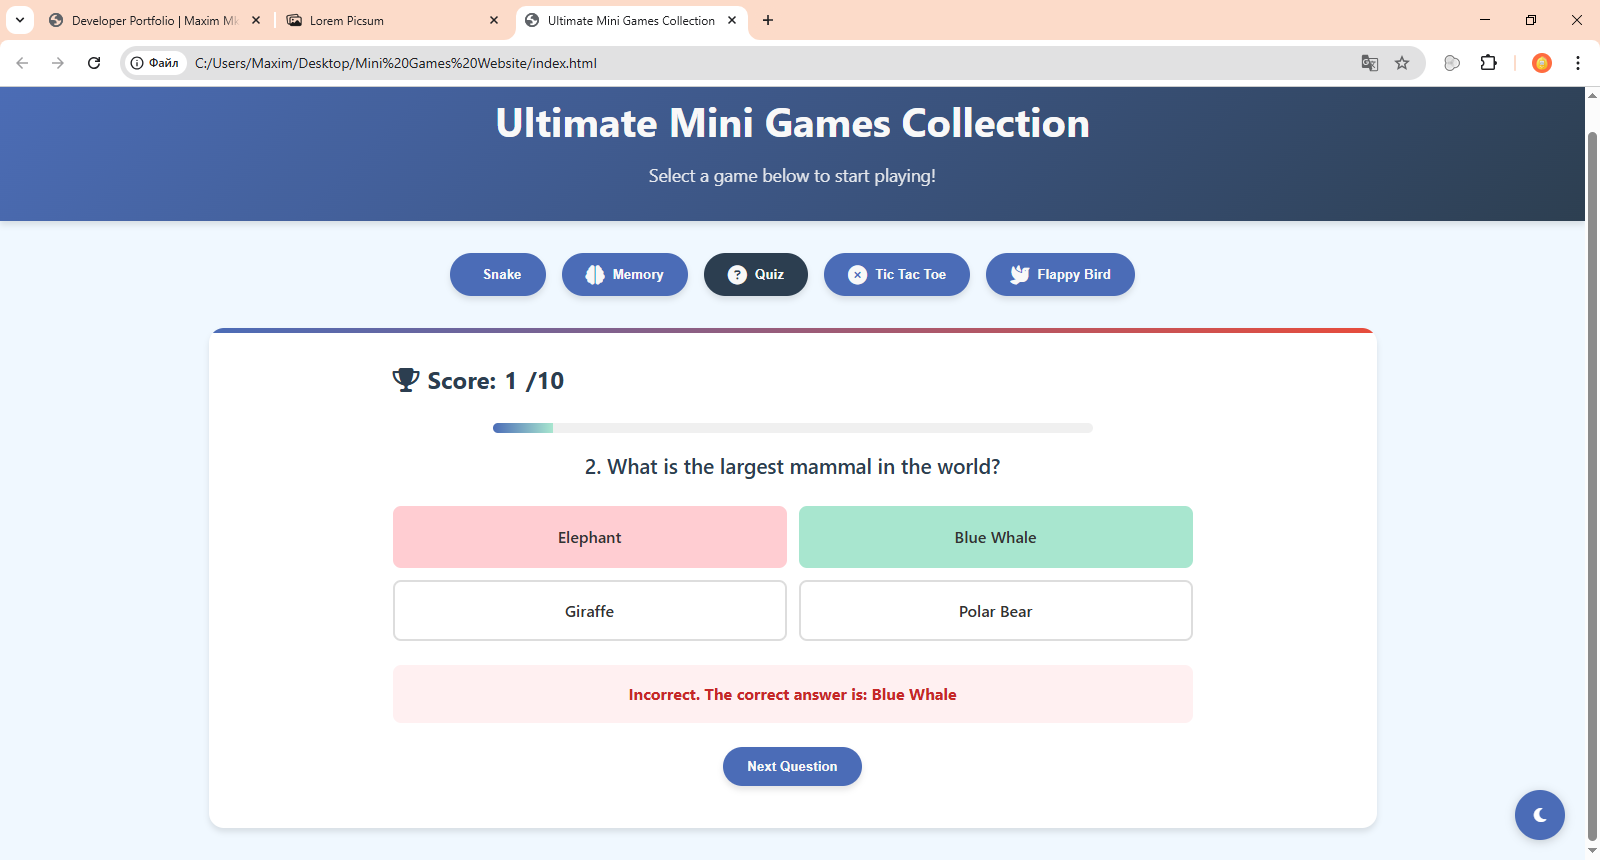 Developer Portfolio | Maxim Mk
Lorem Picsum
Ultimate Mini Games Collection
Файл
C:/Users/Maxim/Desktop/Mini%20Games%20Website/index.html
Ultimate Mini Games Collection
Select a game below to start playing!
Snake
Memory
Quiz
Tic Tac Toe
Flappy Bird
Score: 1 /10
2. What is the largest mammal in the world?
Elephant
Blue Whale
Giraffe
Polar Bear
Incorrect. The correct answer is: Blue Whale
Next Question